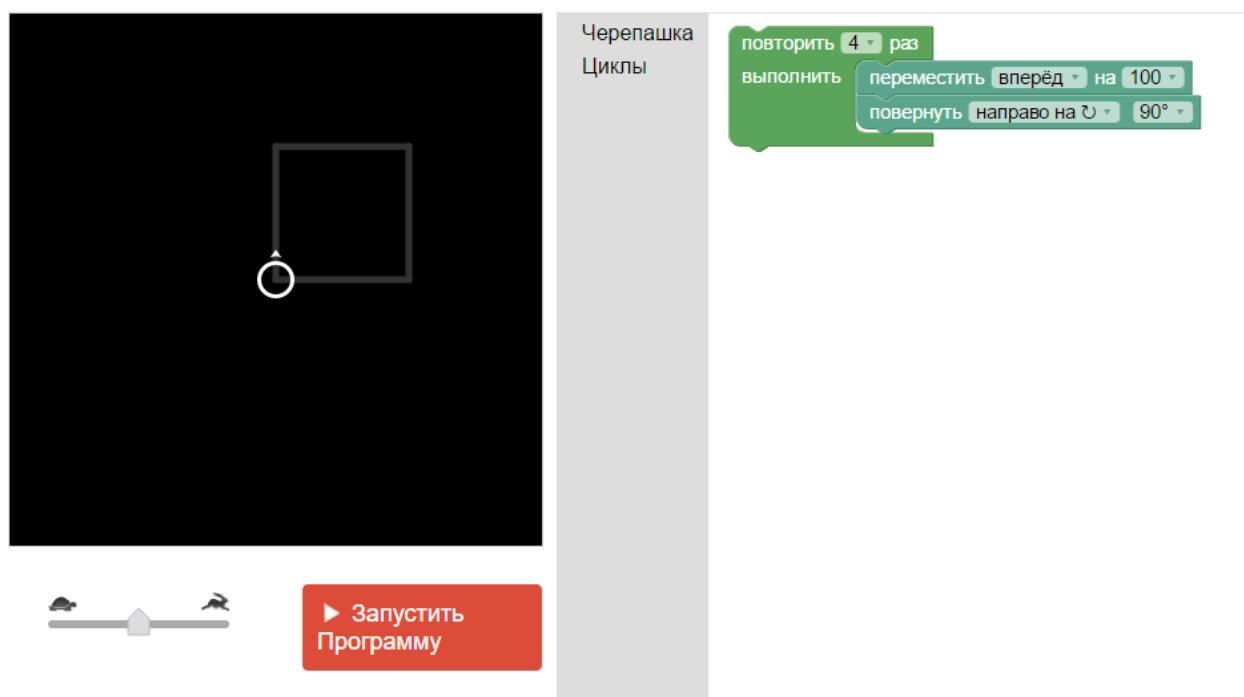 Черепашка
Циклы
повторить 4 раз
выполнить переместить вперёд на 100
повернуть направо на ↻ 90°
Запустить
Программу